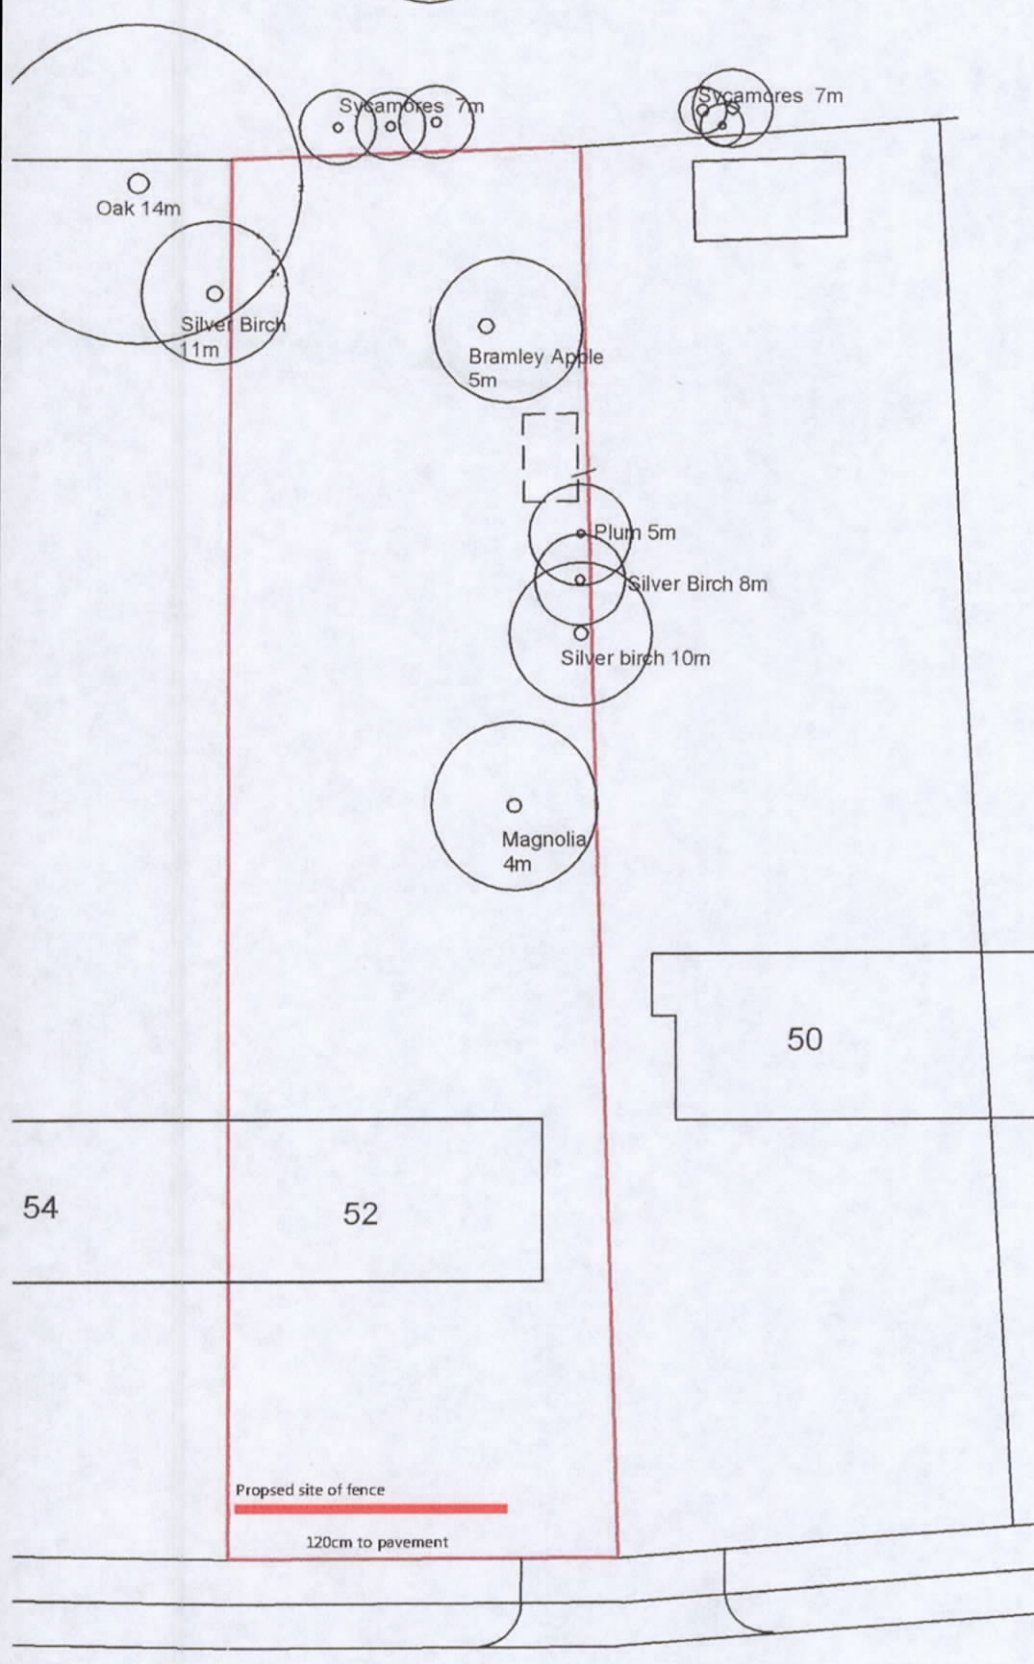 Sycamores 7m
Sycamores 7m
Oak 14m
Silver Birch
11m
Bramley Apple
5m
Plum 5m
Silver Birch 8m
Silver birch 10m
Magnolia
4m
50
54
52
Propsed site of fence
120cm to pavement